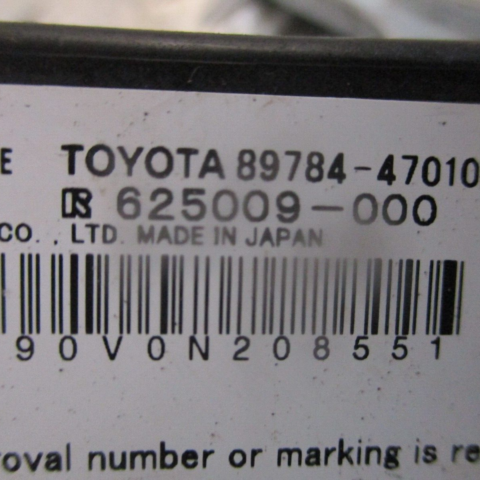 E TOYOTA 89784-47010
625009-000
CO., LTD. MADE IN JAPAN
90V0N208551
oval number or marking is re